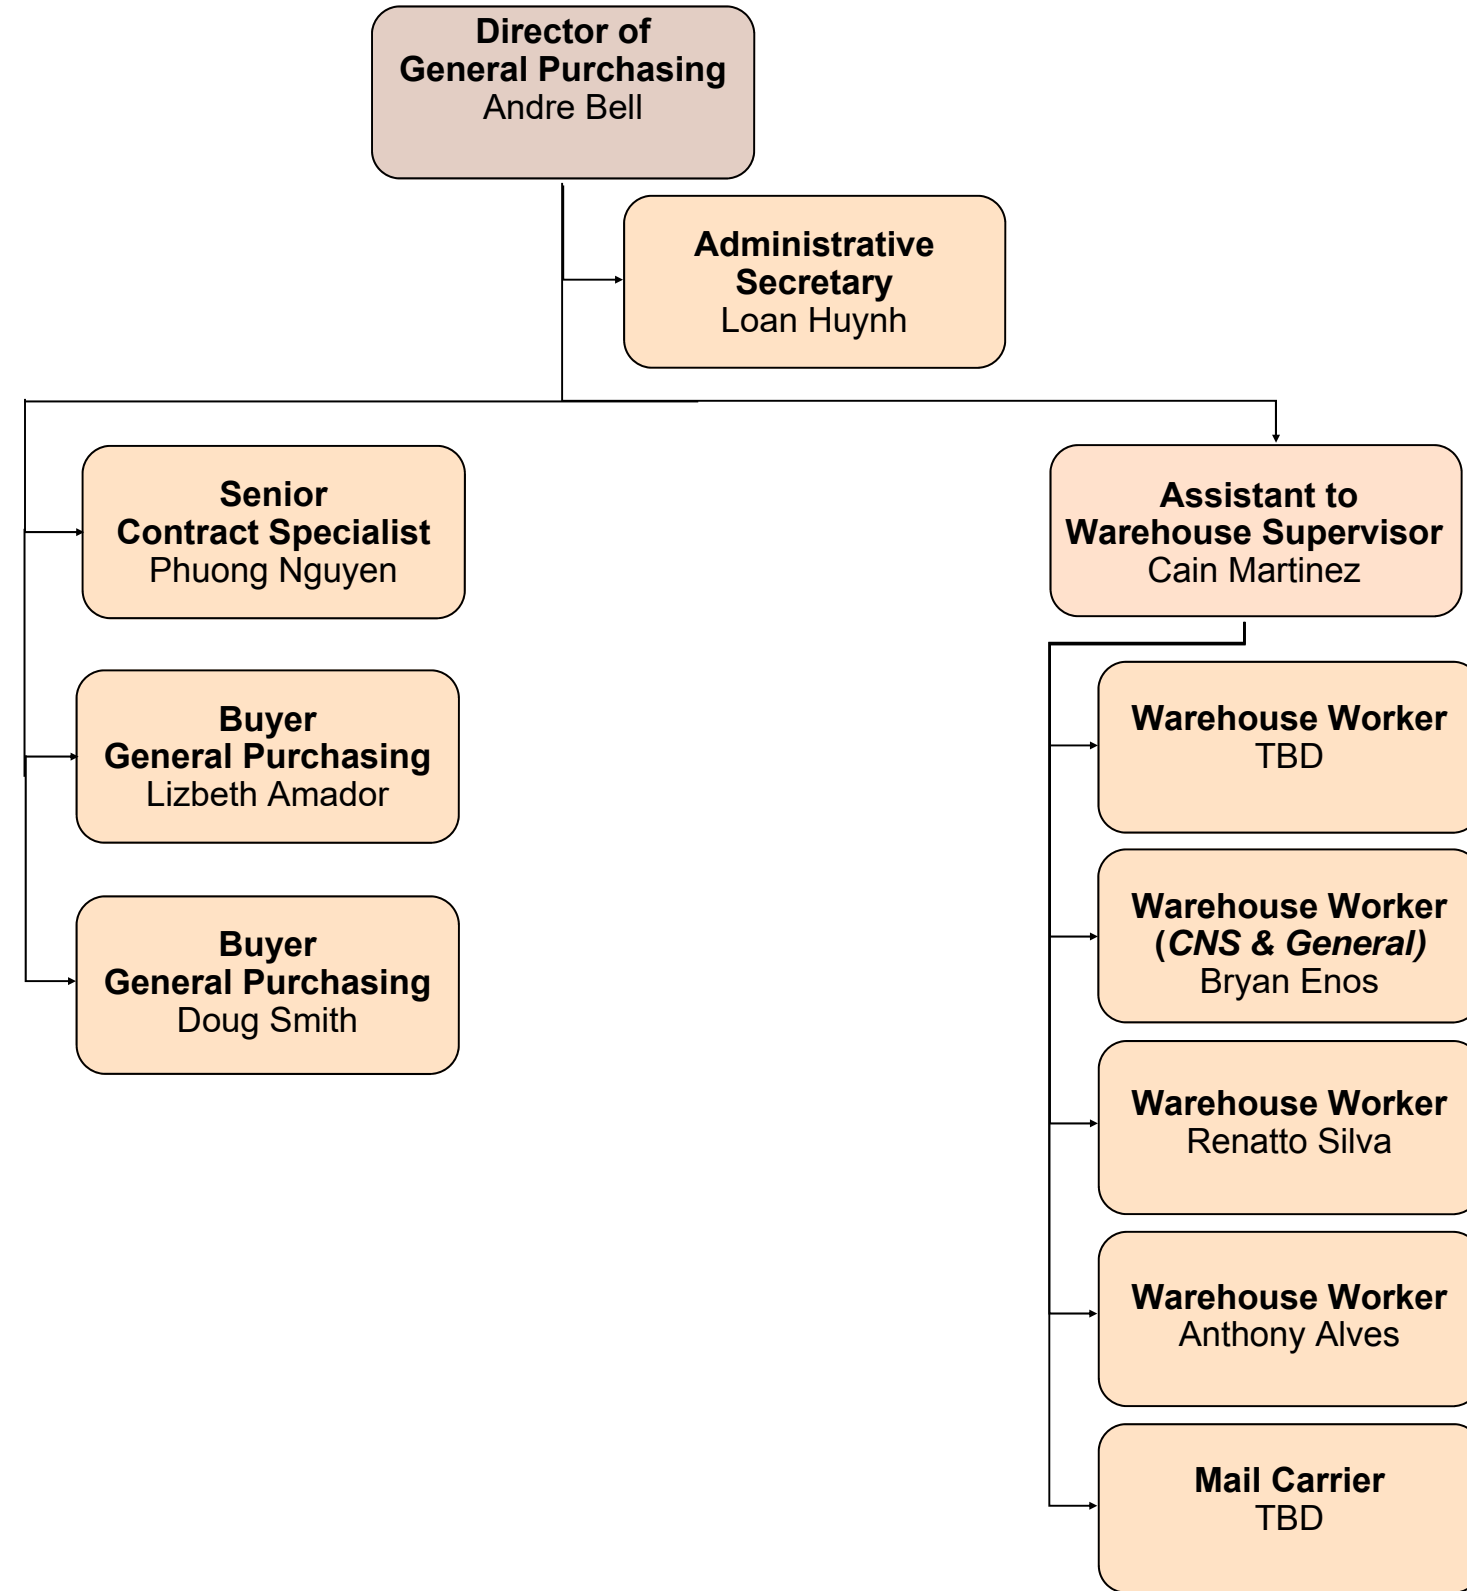 Director of
General Purchasing
Andre Bell
Administrative
Secretary
Loan Huynh
Senior
Contract Specialist
Phuong Nguyen
Buyer
General Purchasing
Lizbeth Amador
Buyer
General Purchasing
Doug Smith
Assistant to
Warehouse Supervisor
Cain Martinez
Warehouse Worker
TBD
Warehouse Worker
(CNS & General)
Bryan Enos
Warehouse Worker
Renatto Silva
Warehouse Worker
Anthony Alves
Mail Carrier
TBD